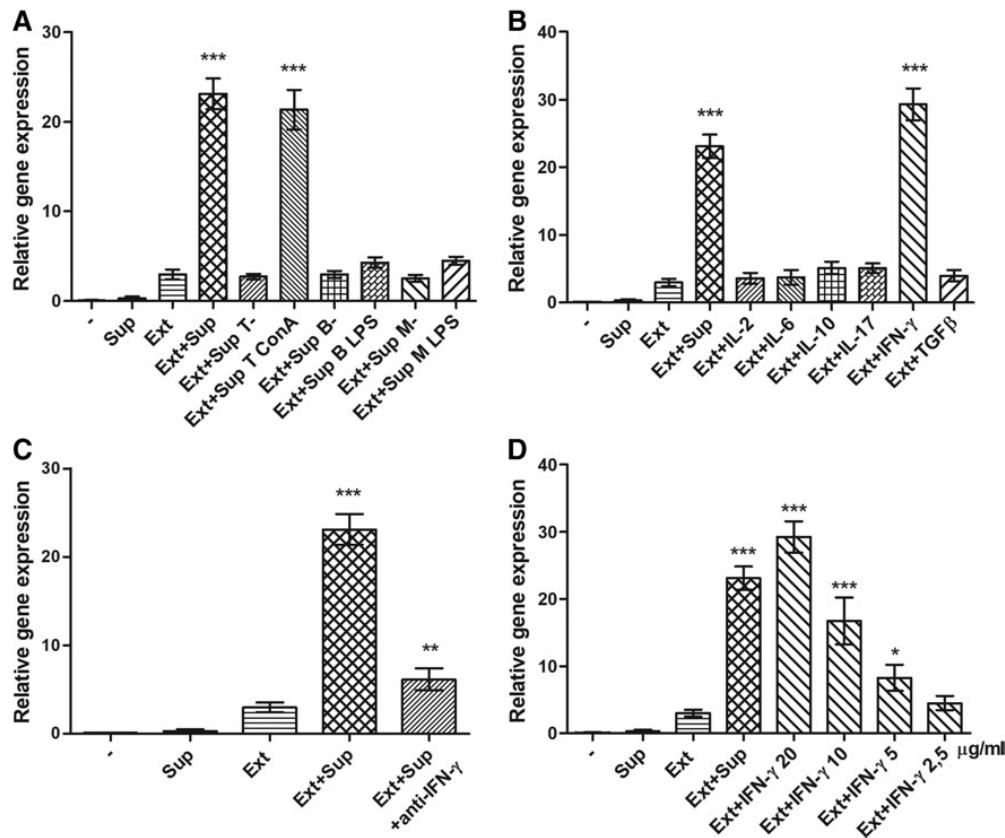 A
Relative gene expression
30
20
10
0
***
***
-
Sup
Ext
Ext+Sup
Ext+Sup T-
Ext+Sup T ConA
Ext+Sup B-
Ext+Sup B LPS
Ext+Sup M-
Ext+Sup M LPS
B
Relative gene expression
40
30
20
10
0
***
***
-
Sup
Ext
Ext+Sup
Ext+IL-2
Ext+IL-6
Ext+IL-10
Ext+IL-17
Ext+IFN-γ
Ext+TGFβ
C
Relative gene expression
30
20
10
0
***
**
-
Sup
Ext
Ext+Sup
Ext+Sup
+anti-IFN-γ
D
Relative gene expression
40
30
20
10
0
***
***
***
*
-
Sup
Ext
Ext+Sup
Ext+IFN-γ 20
Ext+IFN-γ 10
Ext+IFN-γ 5
Ext+IFN-γ 2,5
μg/ml